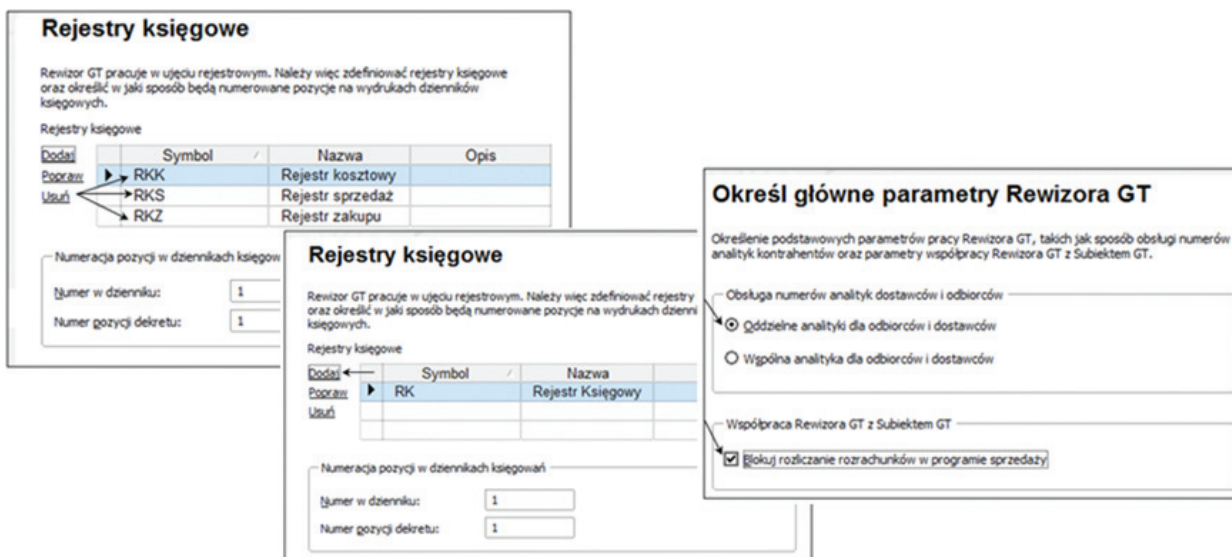 Rejestry księgowe
Rewizor GT pracuje w ujęciu rejestrowym. Należy więc zdefiniować rejestry księgowe
oraz określić w jaki sposób będą numerowane pozycje na wydrukach dzienników
księgowych.
Rejestry księgowe
Dodaj
Popraw
Usuń
Symbol Nazwa Opis
RKK Rejestr kosztowy
RKS Rejestr sprzedaż
RKZ Rejestr zakupu
Numeracja pozycji w dziennikach księgow
Numer w dzienniku: 1
Numer pozycji dekretu: 1
Rejestry księgowe
Rewizor GT pracuje w ujęciu rejestrowym. Należy więc zdefiniować rejestry
oraz określić w jaki sposób będą numerowane pozycje na wydrukach dzienni
księgowych.
Rejestry księgowe
Dodaj
Popraw
Usuń
Symbol Nazwa
RK Rejestr Księgowy
Numeracja pozycji w dziennikach księgowań
Numer w dzienniku: 1
Numer pozycji dekretu: 1
Określ główne parametry Rewizora GT
Określenie podstawowych parametrów pracy Rewizora GT, takich jak sposób obsługi numerów
analityk kontrahentów oraz parametry współpracy Rewizora GT z Subiektem GT.
Obsługa numerów analityk dostawców i odbiorców
Oddzielne analityki dla odbiorców i dostawców
Wspólna analityka dla odbiorców i dostawców
Współpraca Rewizora GT z Subiektem GT
Blokuj rozliczanie rozrachunków w programie sprzedaży